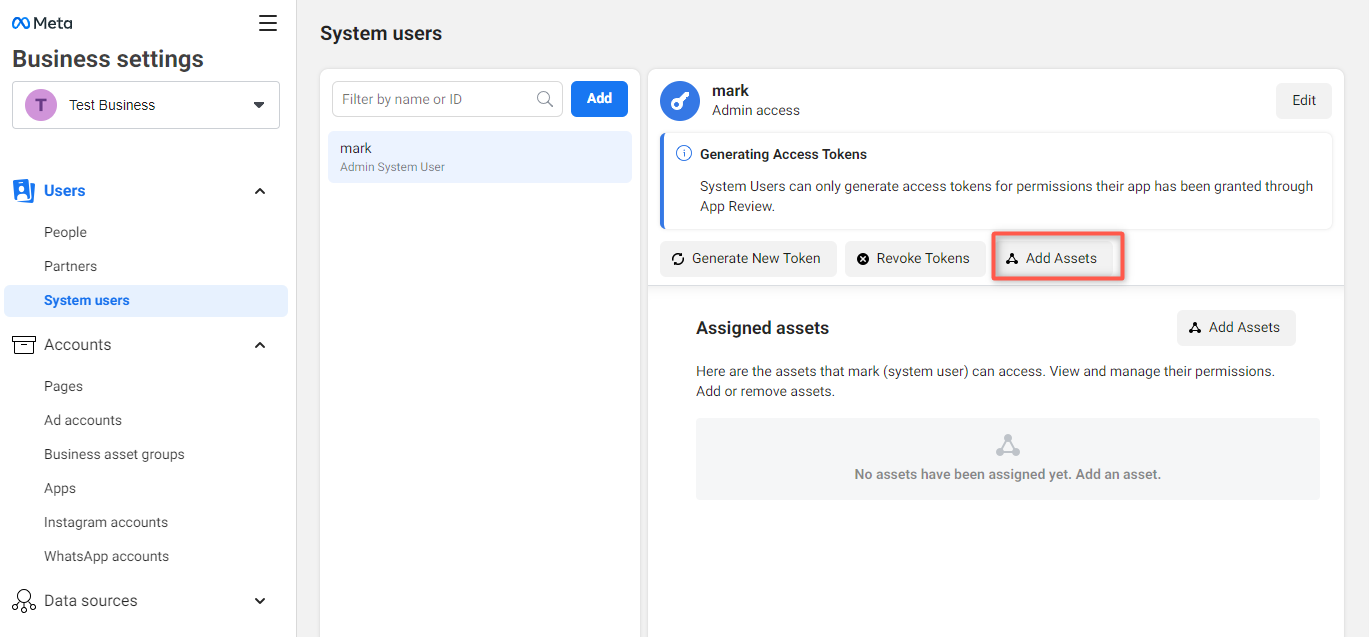 Meta
Business settings
T
Test Business
Users
People
Partners
System users
Accounts
Pages
Ad accounts
Business asset groups
Apps
Instagram accounts
WhatsApp accounts
Data sources
System users
Filter by name or ID
Add
mark
Admin System User
mark
Admin access
Edit
Generating Access Tokens
System Users can only generate access tokens for permissions their app has been granted through
App Review.
Generate New Token
Revoke Tokens
Add Assets
Assigned assets
Add Assets
Here are the assets that mark (system user) can access. View and manage their permissions.
Add or remove assets.
No assets have been assigned yet. Add an asset.